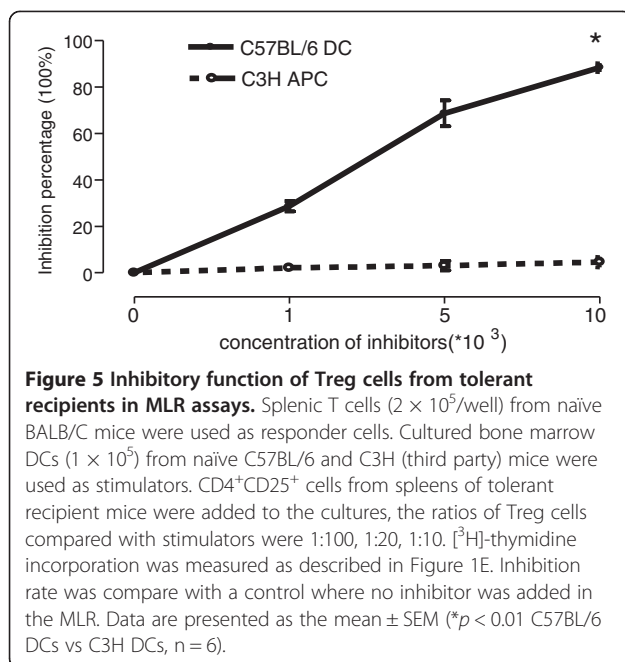 100
80
60
40
20
0
Inhibition percentage (100%)
C57BL/6 DC
C3H APC
*
0 1 5 10
concentration of inhibitors(*10 3)
Figure 5 Inhibitory function of Treg cells from tolerant
recipients in MLR assays. Splenic T cells (2 × 10⁵/well) from naïve
BALB/C mice were used as responder cells. Cultured bone marrow
DCs (1 × 10⁵) from naïve C57BL/6 and C3H (third party) mice were
used as stimulators. CD4⁺CD25⁺ cells from spleens of tolerant
recipient mice were added to the cultures, the ratios of Treg cells
compared with stimulators were 1:100, 1:20, 1:10. [³H]-thymidine
incorporation was measured as described in Figure 1E. Inhibition
rate was compare with a control where no inhibitor was added in
the MLR. Data are presented as the mean ± SEM (*p < 0.01 C57BL/6
DCs vs C3H DCs, n = 6).